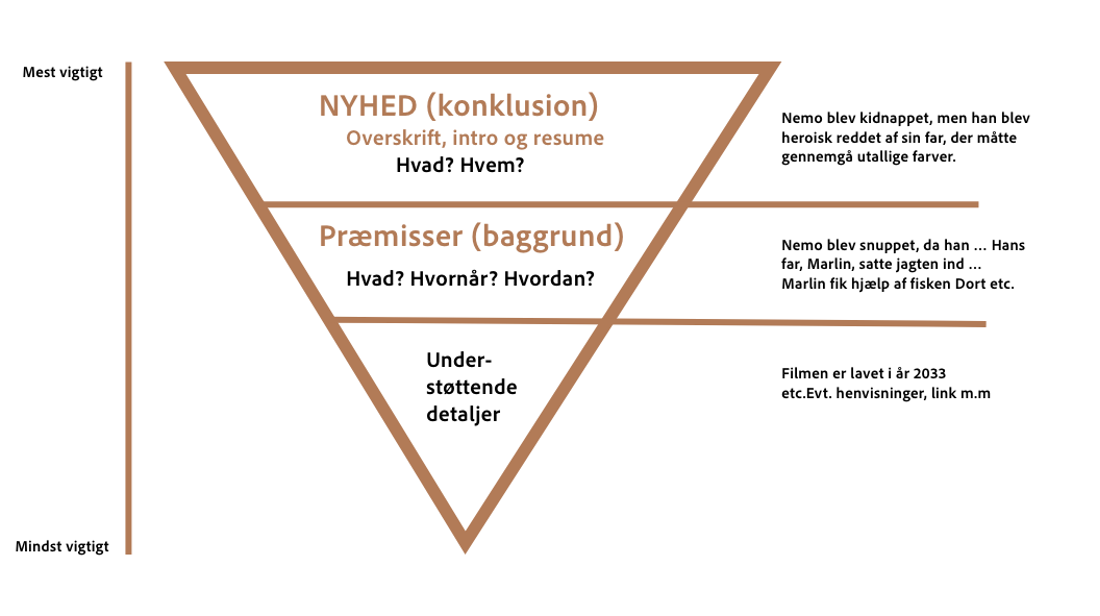 Mest vigtigt
NYHED (konklusion)
Overskrift, intro og resume
Hvad? Hvem?
Nemo blev kidnappet, men han blev
heroisk reddet af sin far, der måtte
gennemgå utallige farver.
Præmisser (baggrund)
Hvad? Hvornår? Hvordan?
Nemo blev snuppet, da han ... Hans
far, Marlin, satte jagten ind ...
Marlin fik hjælp af fisken Dort etc.
Under-
støttende
detaljer
Filmen er lavet i år 2033
etc.Evt. henvisninger, link m.m
Mindst vigtigt